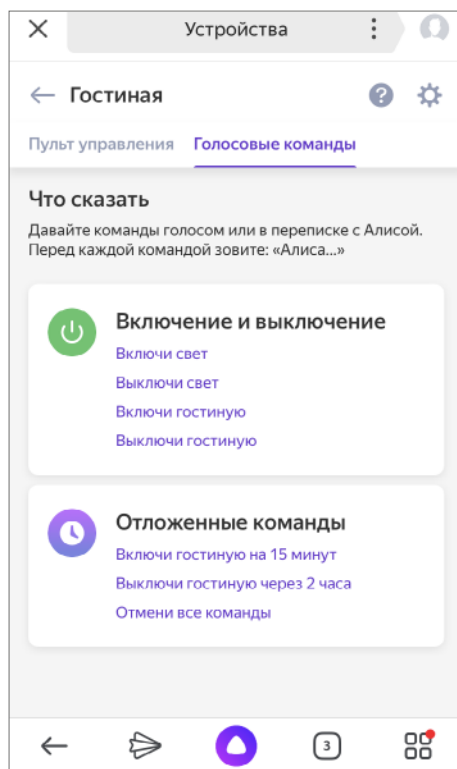 Устройства
Гостиная
?
Пульт управления Голосовые команды
Что сказать
Давайте команды голосом или в переписке с Алисой.
Перед каждой командой зовите: «Алиса...»
Включение и выключение
Включи свет
Выключи свет
Включи гостиную
Выключи гостиную
Отложенные команды
Включи гостиную на 15 минут
Выключи гостиную через 2 часа
Отмени все команды
3